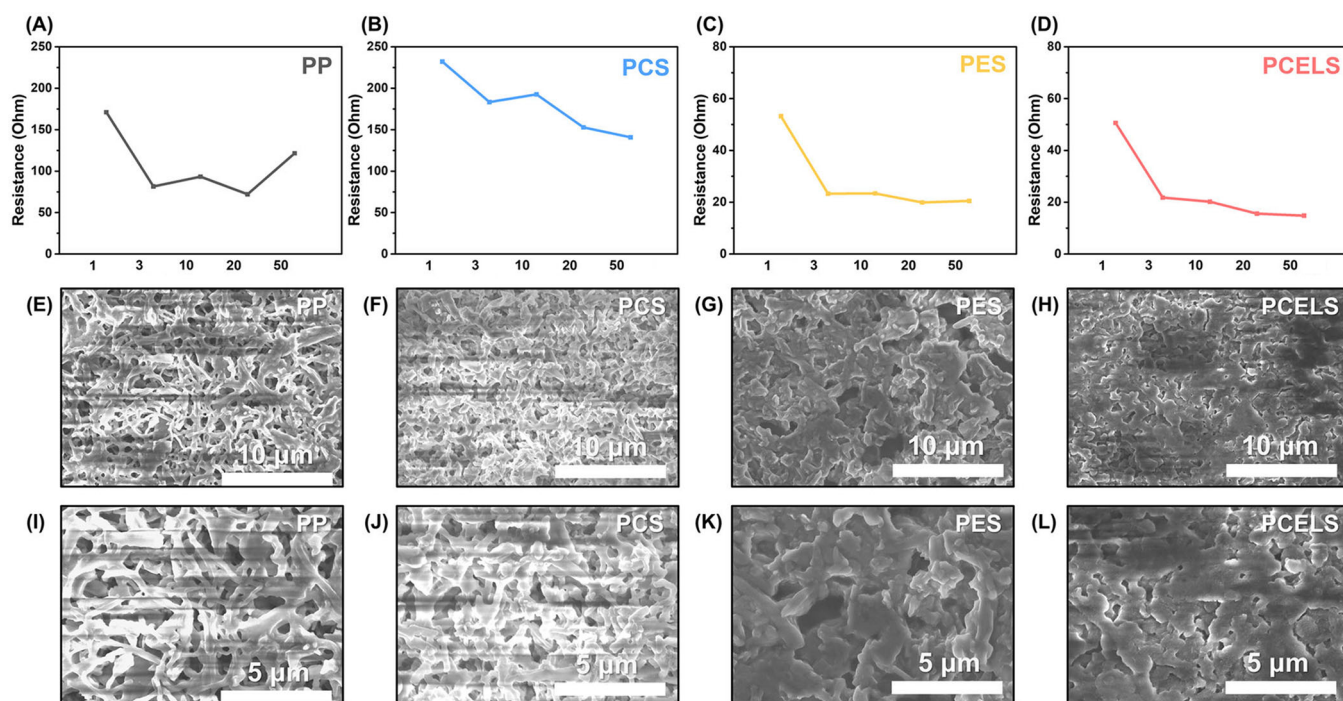 (A)
PP
Resistance (Ohm)
250
200
150
100
50
0
1 3 10 20 50
(B)
PCS
Resistance (Ohm)
250
200
150
100
50
0
1 3 10 20 50
(C)
PES
Resistance (Ohm)
80
60
40
20
0
1 3 10 20 50
(D)
PCELS
Resistance (Ohm)
80
60
40
20
0
1 3 10 20 50
(E)
PP
10 µm
(F)
PCS
10 µm
(G)
PES
10 µm
(H)
PCELS
10 µm
(I)
PP
5 µm
(J)
PCS
5 µm
(K)
PES
5 µm
(L)
PCELS
5 µm